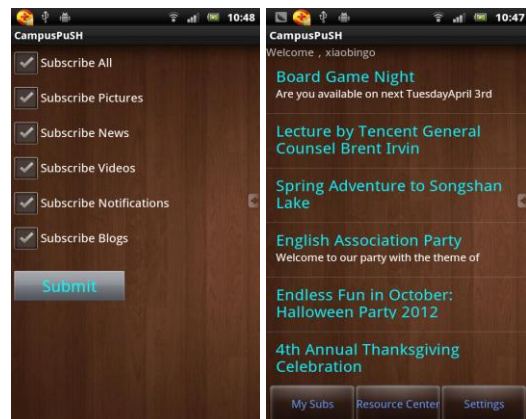 10:48
CampusPuSH
Subscribe All
Subscribe Pictures
Subscribe News
Subscribe Videos
Subscribe Notifications
Subscribe Blogs
Submit
10:47
CampusPuSH
Welcome , xiaobingo
Board Game Night
Are you available on next TuesdayApril 3rd
Lecture by Tencent General
Counsel Brent Irvin
Spring Adventure to Songshan
Lake
English Association Party
Welcome to our party with the theme of
Endless Fun in October:
Halloween Party 2012
4th Annual Thanksgiving
Celebration
My Subs
Resource Center
Settings